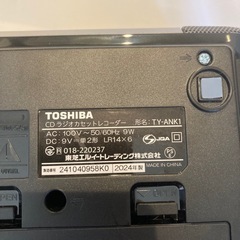 TOSHIBA
CDラジオカセットレコーダー 形名:TY-ANK1
AC:100V~50/60Hz 9W
DC:9V⎓単2形 LR14×6
018-220237 JQA
東芝エルイートレーディング株式会社
製造番号 241040958K0 2024年
MADE IN CHINA